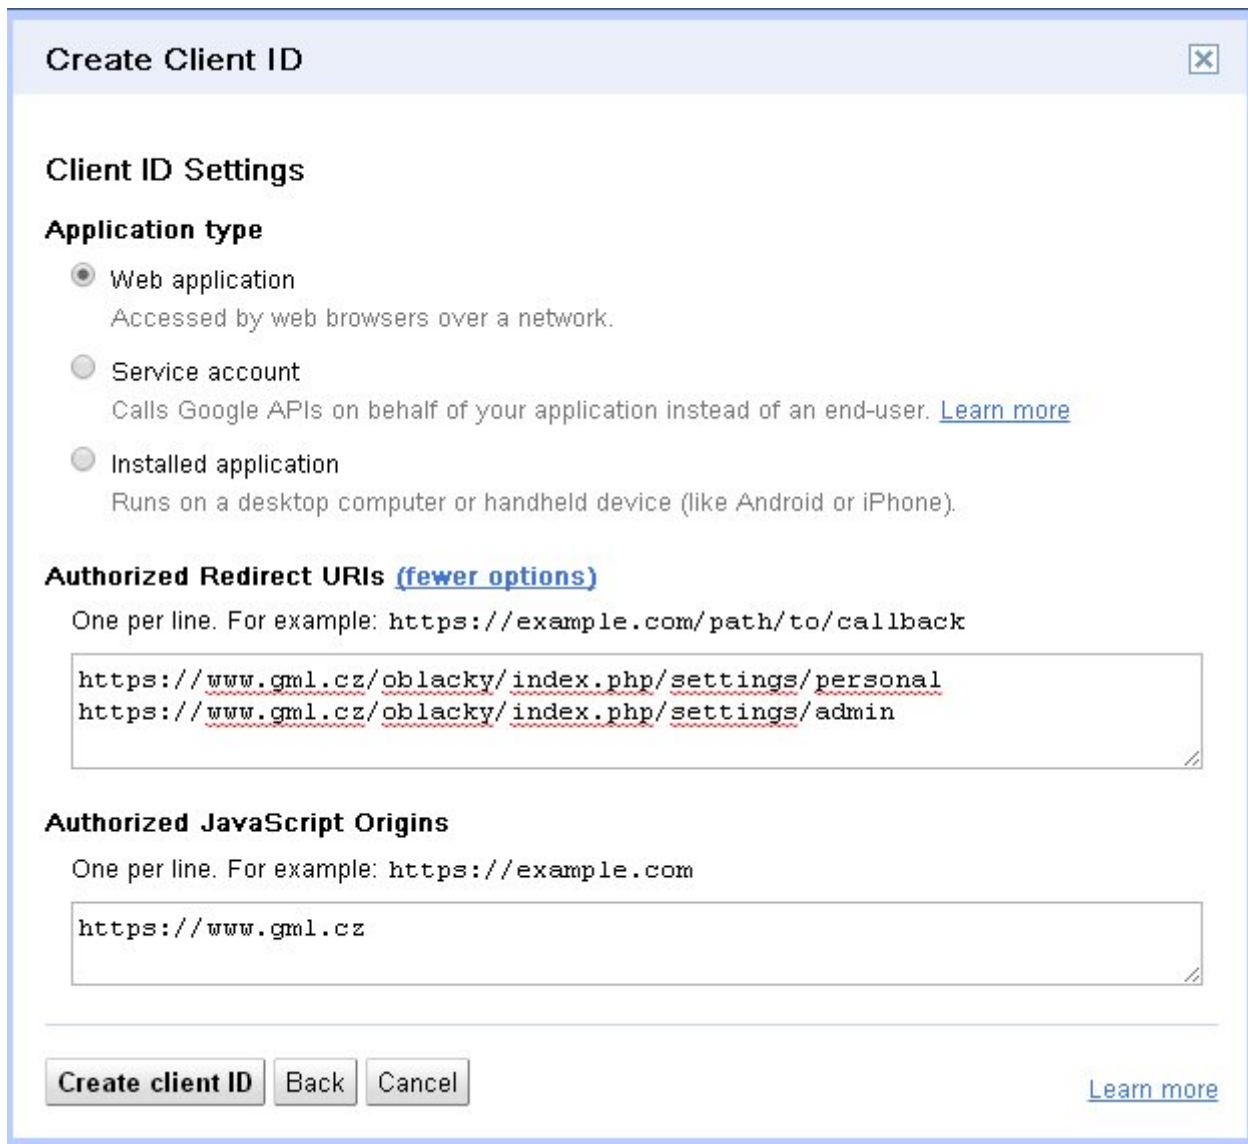 Create Client ID
Client ID Settings
Application type
Web application
Accessed by web browsers over a network.
Service account
Calls Google APIs on behalf of your application instead of an end-user. Learn more
Installed application
Runs on a desktop computer or handheld device (like Android or iPhone).
Authorized Redirect URIs (fewer options)
One per line. For example: https://example.com/path/to/callback
https://www.gml.cz/oblacky/index.php/settings/personal
https://www.gml.cz/oblacky/index.php/settings/admin
Authorized JavaScript Origins
One per line. For example: https://example.com
https://www.gml.cz
Create client ID Back Cancel Learn more